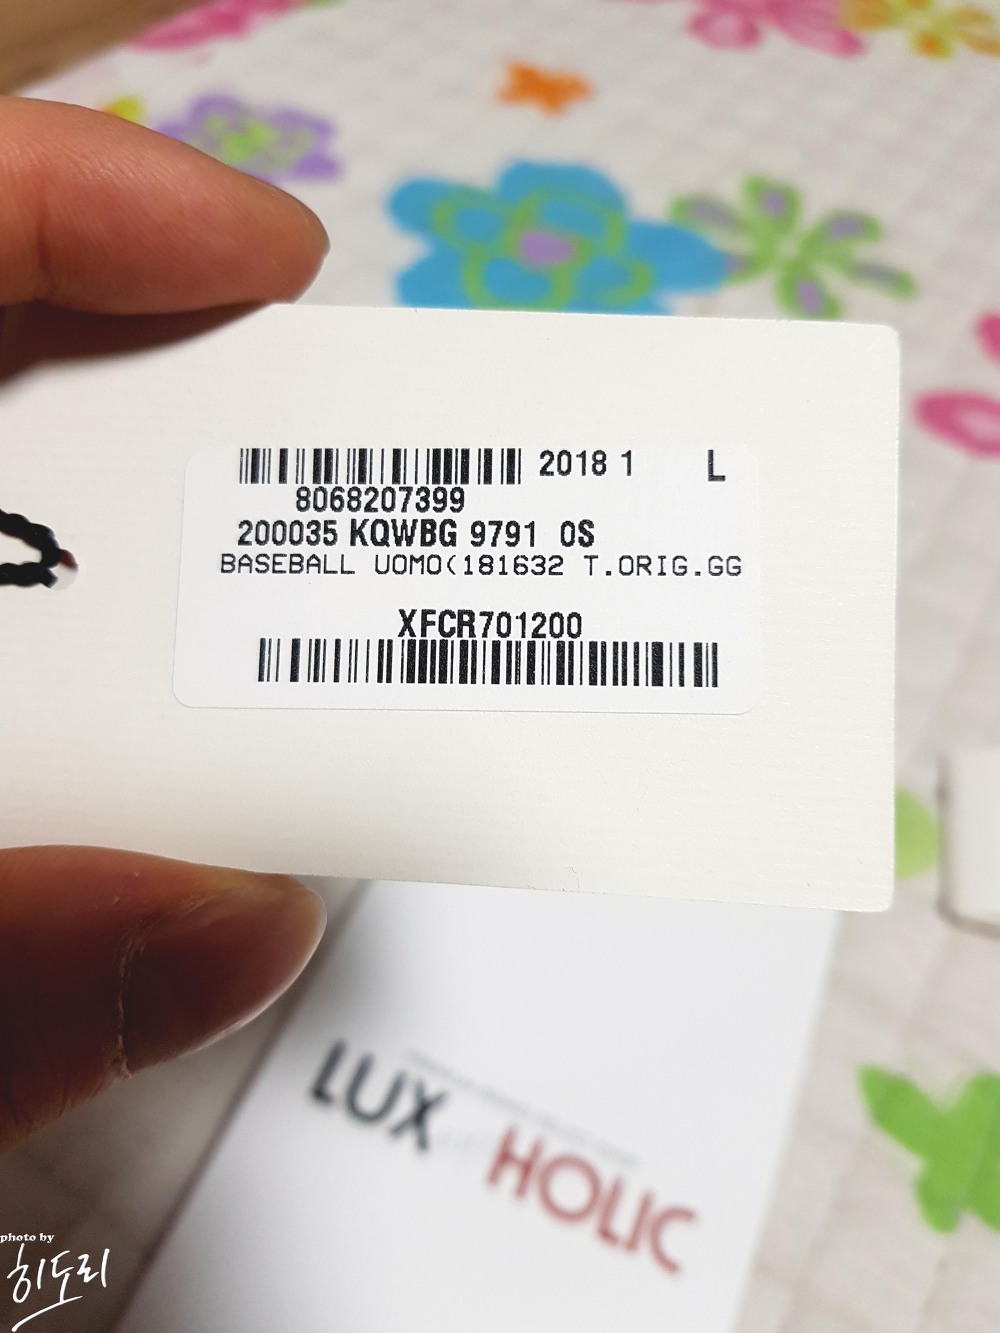 2018 1 L
8068207399
200035 KQWBG 9791 0S
BASEBALL UOMO(181632 T.ORIG.GG
XFCR701200
LUX
HOLIC
photo by
히도리